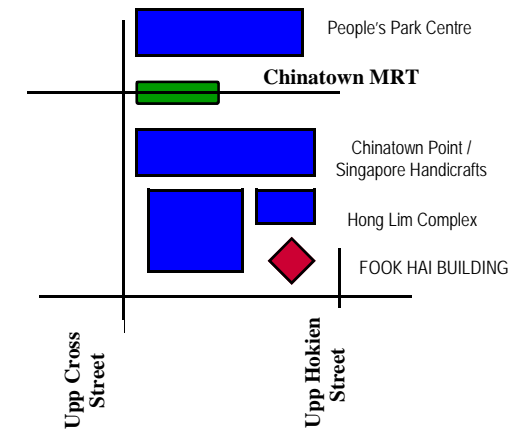 People's Park Centre
Chinatown MRT
Chinatown Point /
Singapore Handicrafts
Hong Lim Complex
FOOK HAI BUILDING
Upp Cross
Street
Upp Hokien
Street